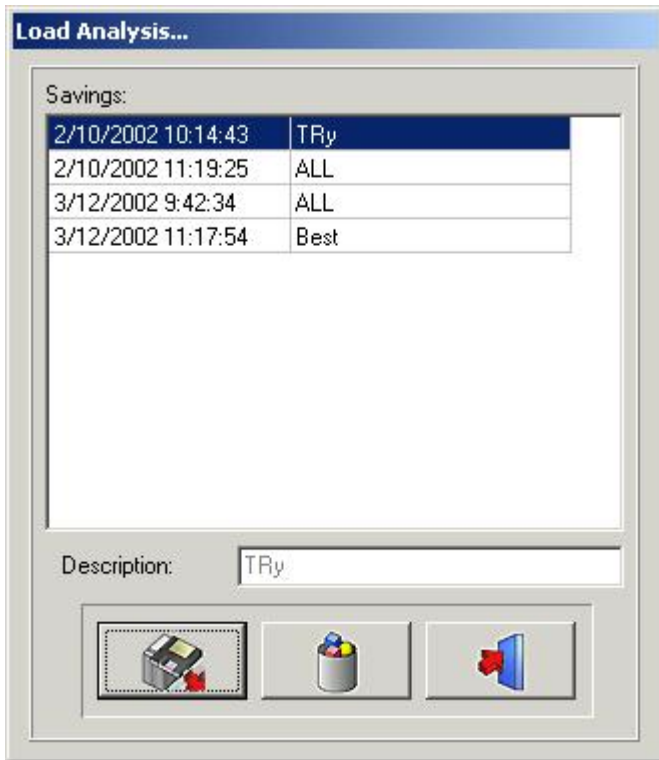 Load Analysis...
Savings:
2/10/2002 10:14:43 TRy
2/10/2002 11:19:25 ALL
3/12/2002 9:42:34 ALL
3/12/2002 11:17:54 Best
Description: TRy